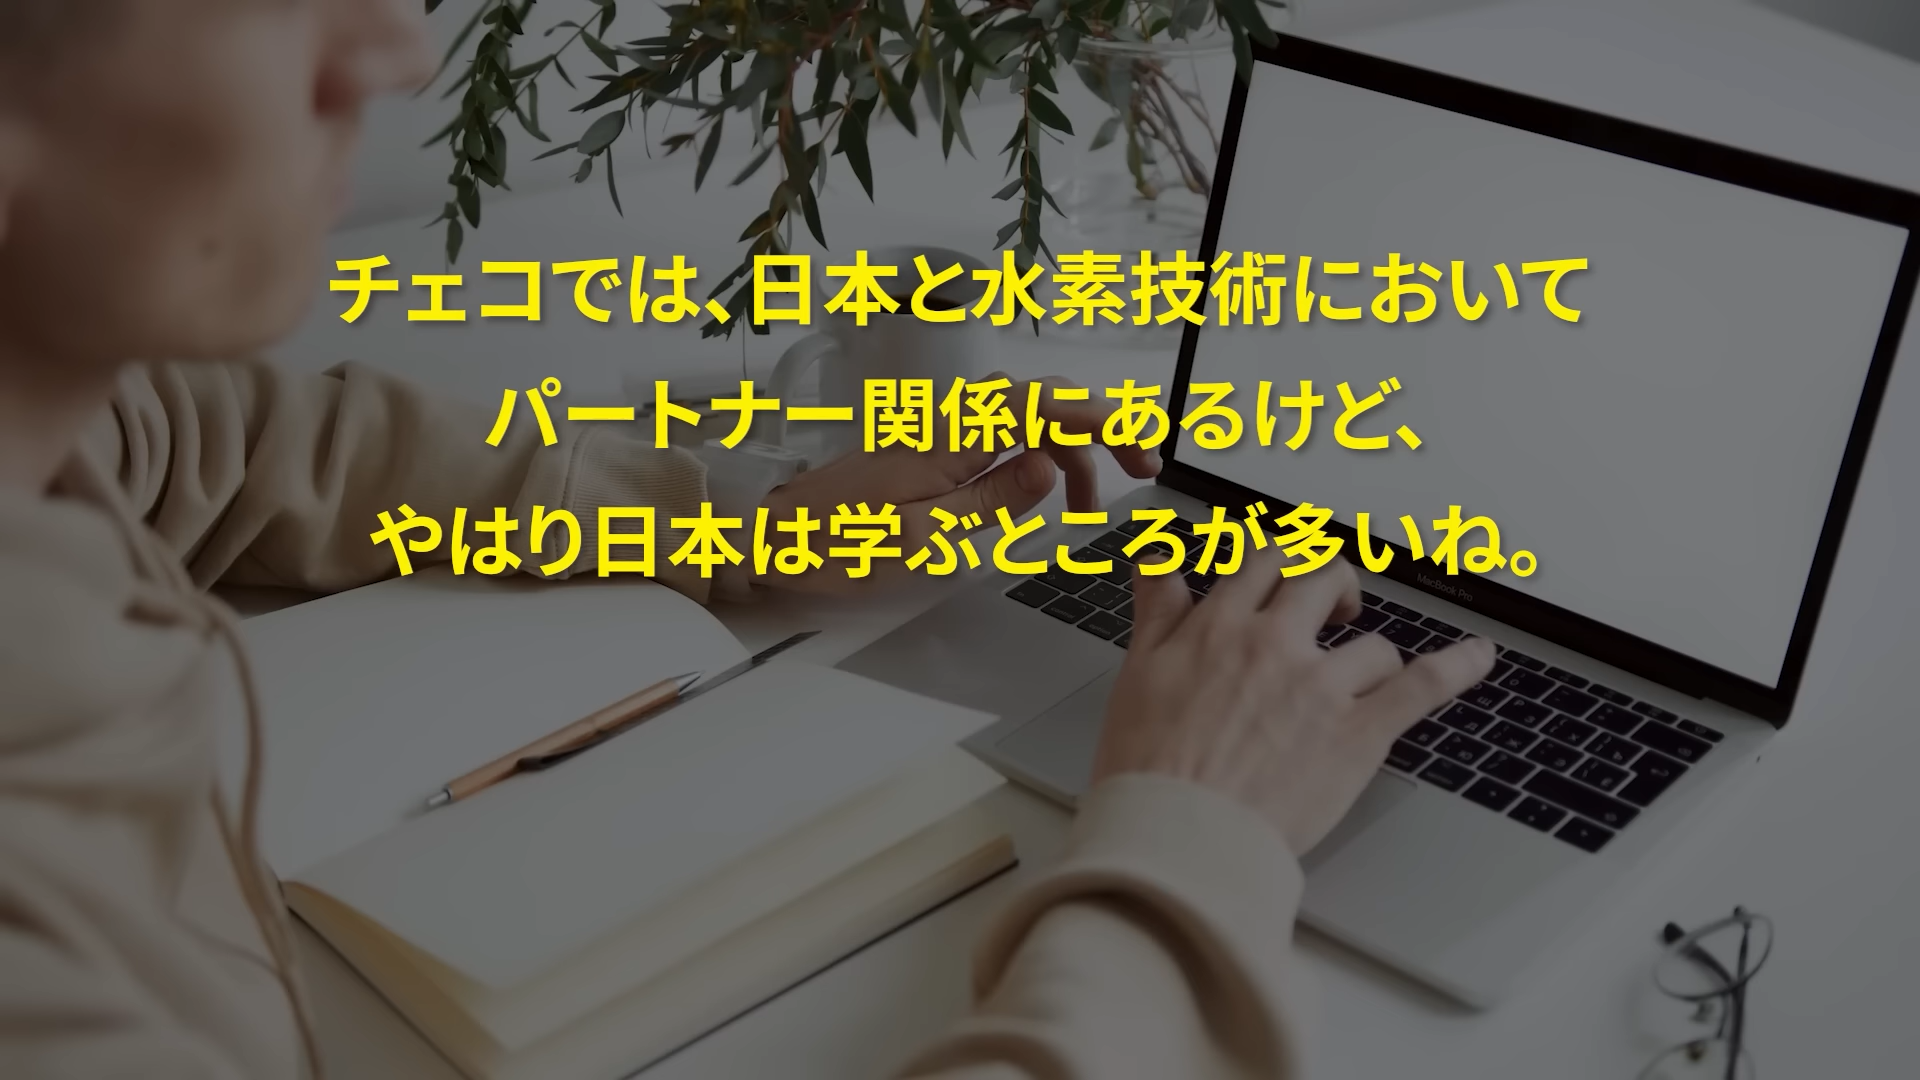 チェコでは、日本と水素技術において
パートナー関係にあるけど、
やはり日本は学ぶところが多いね。
MacBook Pro